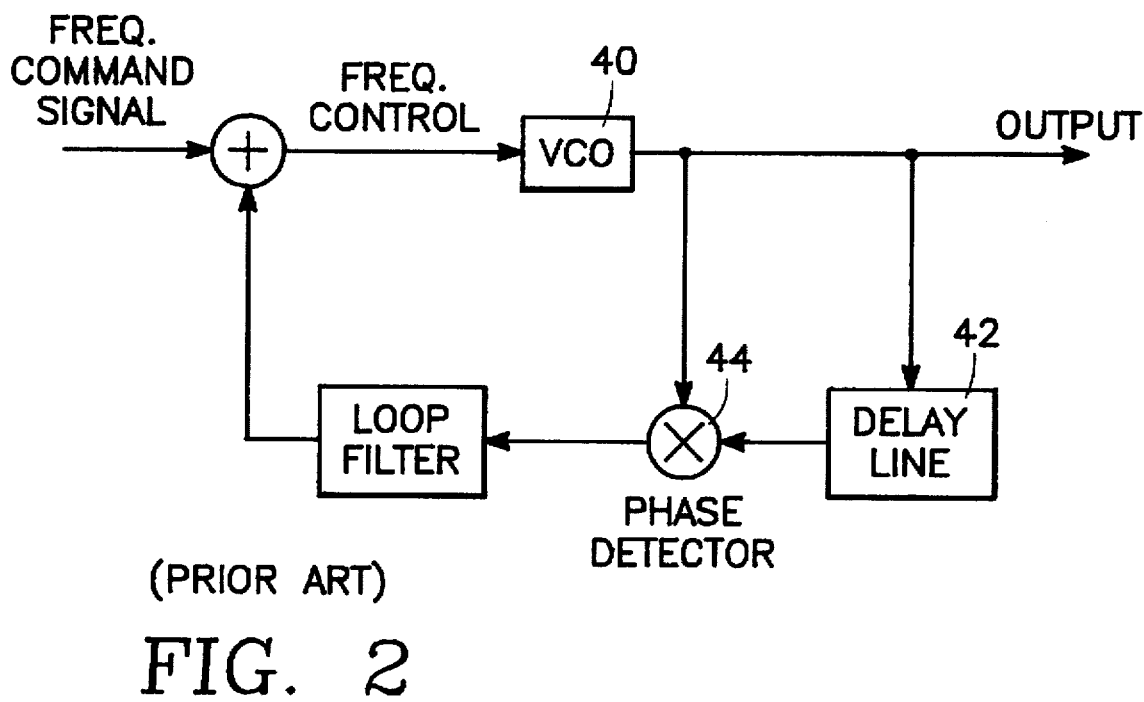 FREQ.
COMMAND
SIGNAL
FREQ.
CONTROL
40
VCO
OUTPUT
+
42
44
LOOP
FILTER
DELAY
LINE
PHASE
DETECTOR
(PRIOR ART)
FIG. 2